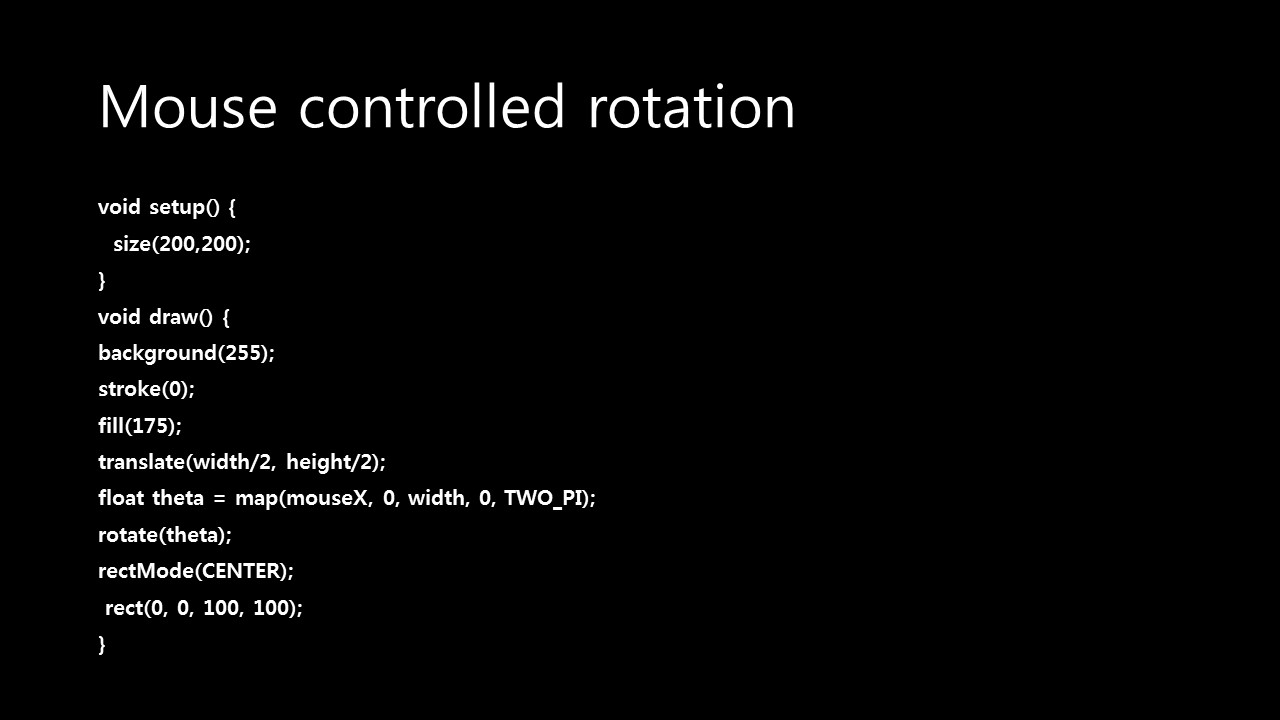 Mouse controlled rotation
void setup() {
  size(200,200);
}
void draw() {
background(255);
stroke(0);
fill(175);
translate(width/2, height/2);
float theta = map(mouseX, 0, width, 0, TWO_PI);
rotate(theta);
rectMode(CENTER);
 rect(0, 0, 100, 100);
}